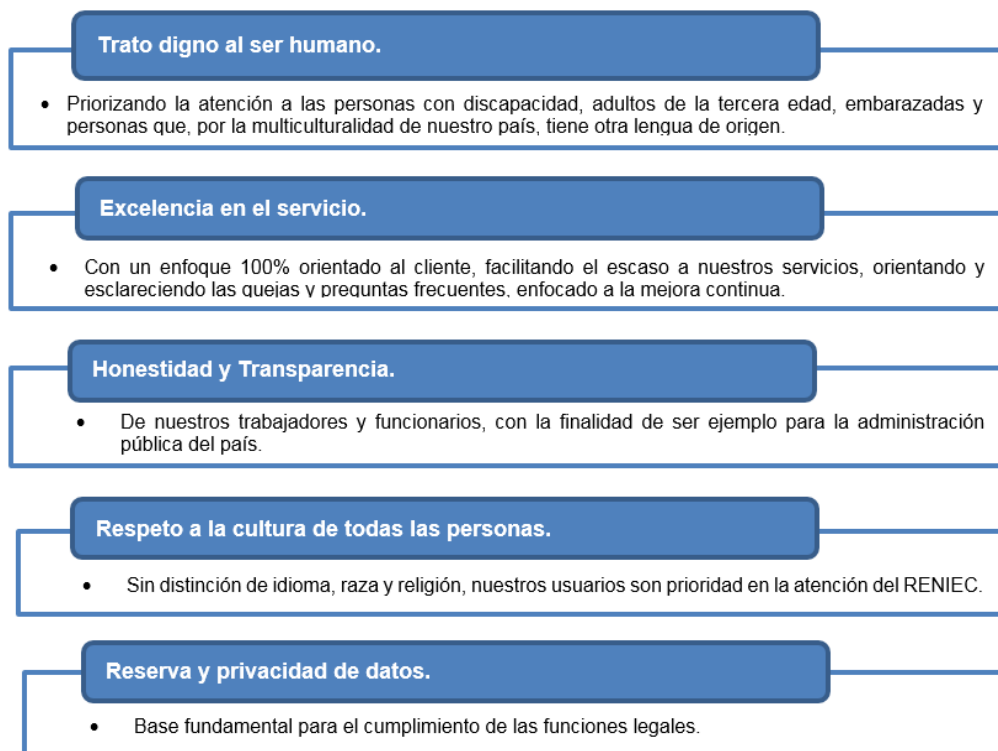 Trato digno al ser humano.
• Priorizando la atención a las personas con discapacidad, adultos de la tercera edad, embarazadas y
personas que, por la multiculturalidad de nuestro país, tiene otra lengua de origen.
Excelencia en el servicio.
• Con un enfoque 100% orientado al cliente, facilitando el escaso a nuestros servicios, orientando y
esclareciendo las quejas y preguntas frecuentes, enfocado a la mejora continua.
Honestidad y Transparencia.
• De nuestros trabajadores y funcionarios, con la finalidad de ser ejemplo para la administración
pública del país.
Respeto a la cultura de todas las personas.
• Sin distinción de idioma, raza y religión, nuestros usuarios son prioridad en la atención del RENIEC.
Reserva y privacidad de datos.
• Base fundamental para el cumplimiento de las funciones legales.